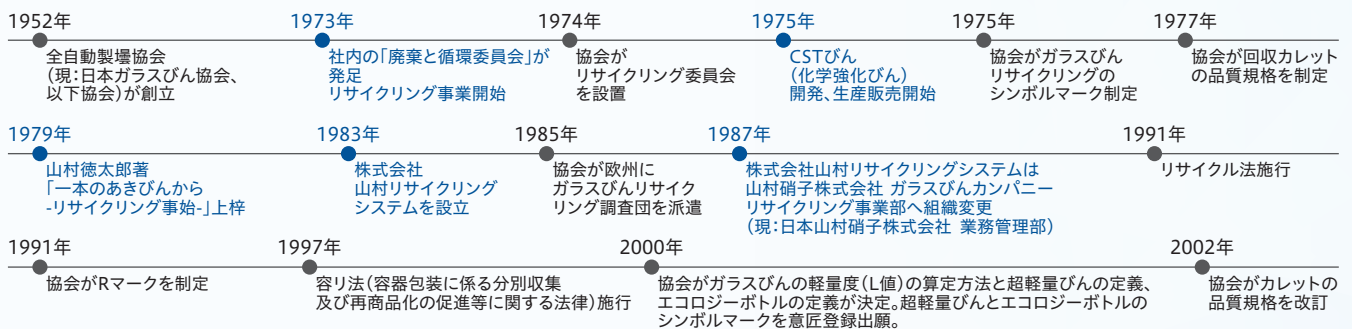 1952年
全自動製壜協会
（現：日本ガラスびん協会、
以下協会）が創立
1973年
社内の「廃棄と循環委員会」が
発足
リサイクリング事業開始
1974年
協会が
リサイクリング委員会
を設置
1975年
CSTびん
（化学強化びん）
開発、生産販売開始
1975年
協会がガラスびん
リサイクリングの
シンボルマーク制定
1977年
協会が回収カレット
の品質規格を制定
1979年
山村徳太郎著
「一本のあきびんから
-リサイクリング事始-」上梓
1983年
株式会社
山村リサイクリング
システムを設立
1985年
協会が欧州に
ガラスびんリサイク
リング調査団を派遣
1987年
株式会社山村リサイクリングシステムは
山村硝子株式会社 ガラスびんカンパニー
リサイクリング事業部へ組織変更
（現：日本山村硝子株式会社 業務管理部）
1991年
リサイクル法施行
1991年
協会がRマークを制定
1997年
容リ法（容器包装に係る分別収集
及び再商品化の促進等に関する法律）施行
2000年
協会がガラスびんの軽量度（L値）の算定方法と超軽量びんの定義、
エコロジーボトルの定義が決定。超軽量びんとエコロジーボトルの
シンボルマークを意匠登録出願。
2002年
協会がカレットの
品質規格を改訂